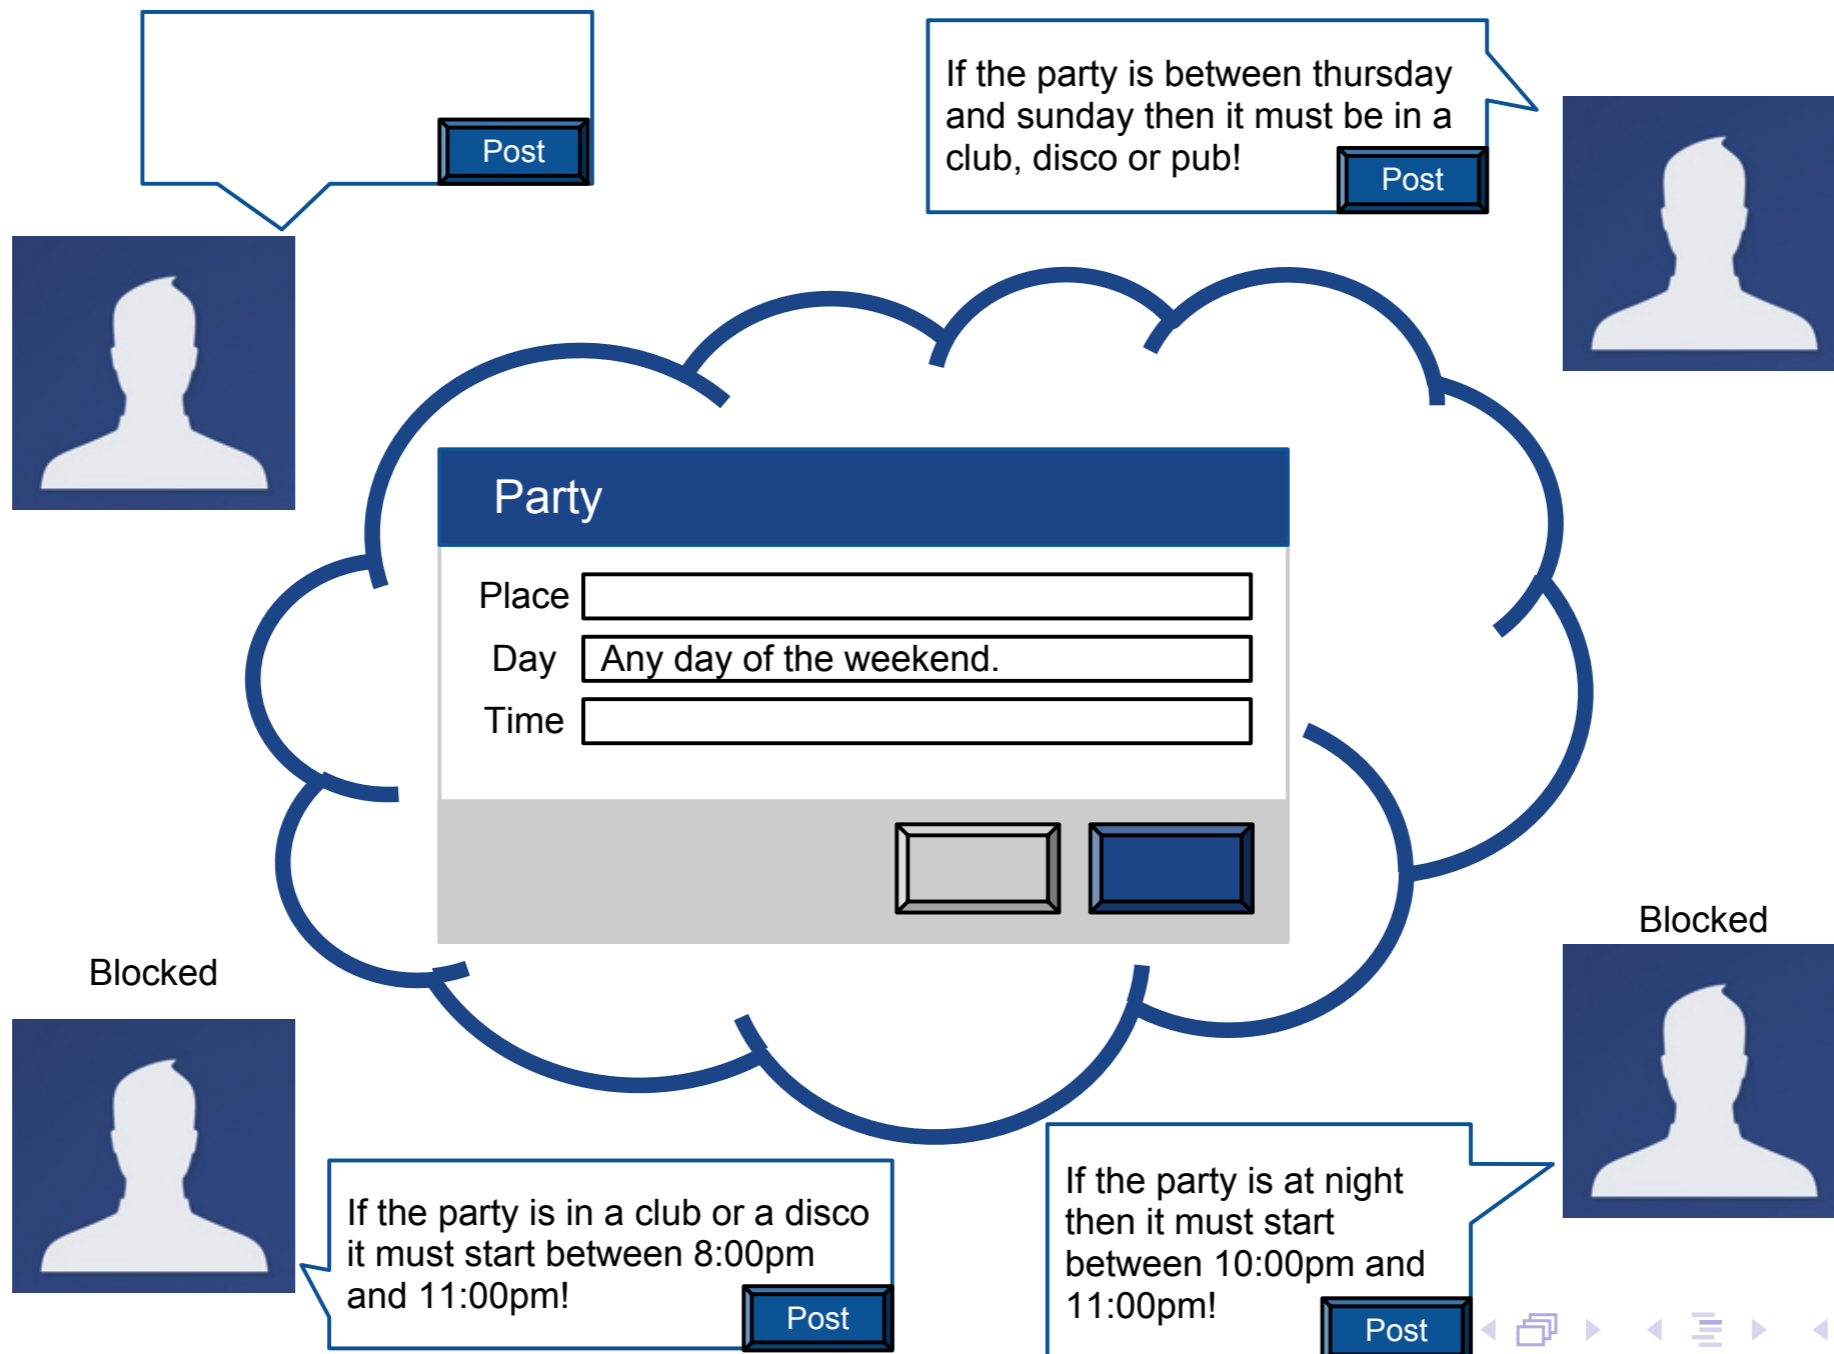 Post
If the party is between thursday
and sunday then it must be in a
club, disco or pub!
Post
Party
Place
Day
Any day of the weekend.
Time
Blocked
Blocked
If the party is in a club or a disco
it must start between 8:00pm
and 11:00pm!
Post
If the party is at night
then it must start
between 10:00pm and
11:00pm!
Post